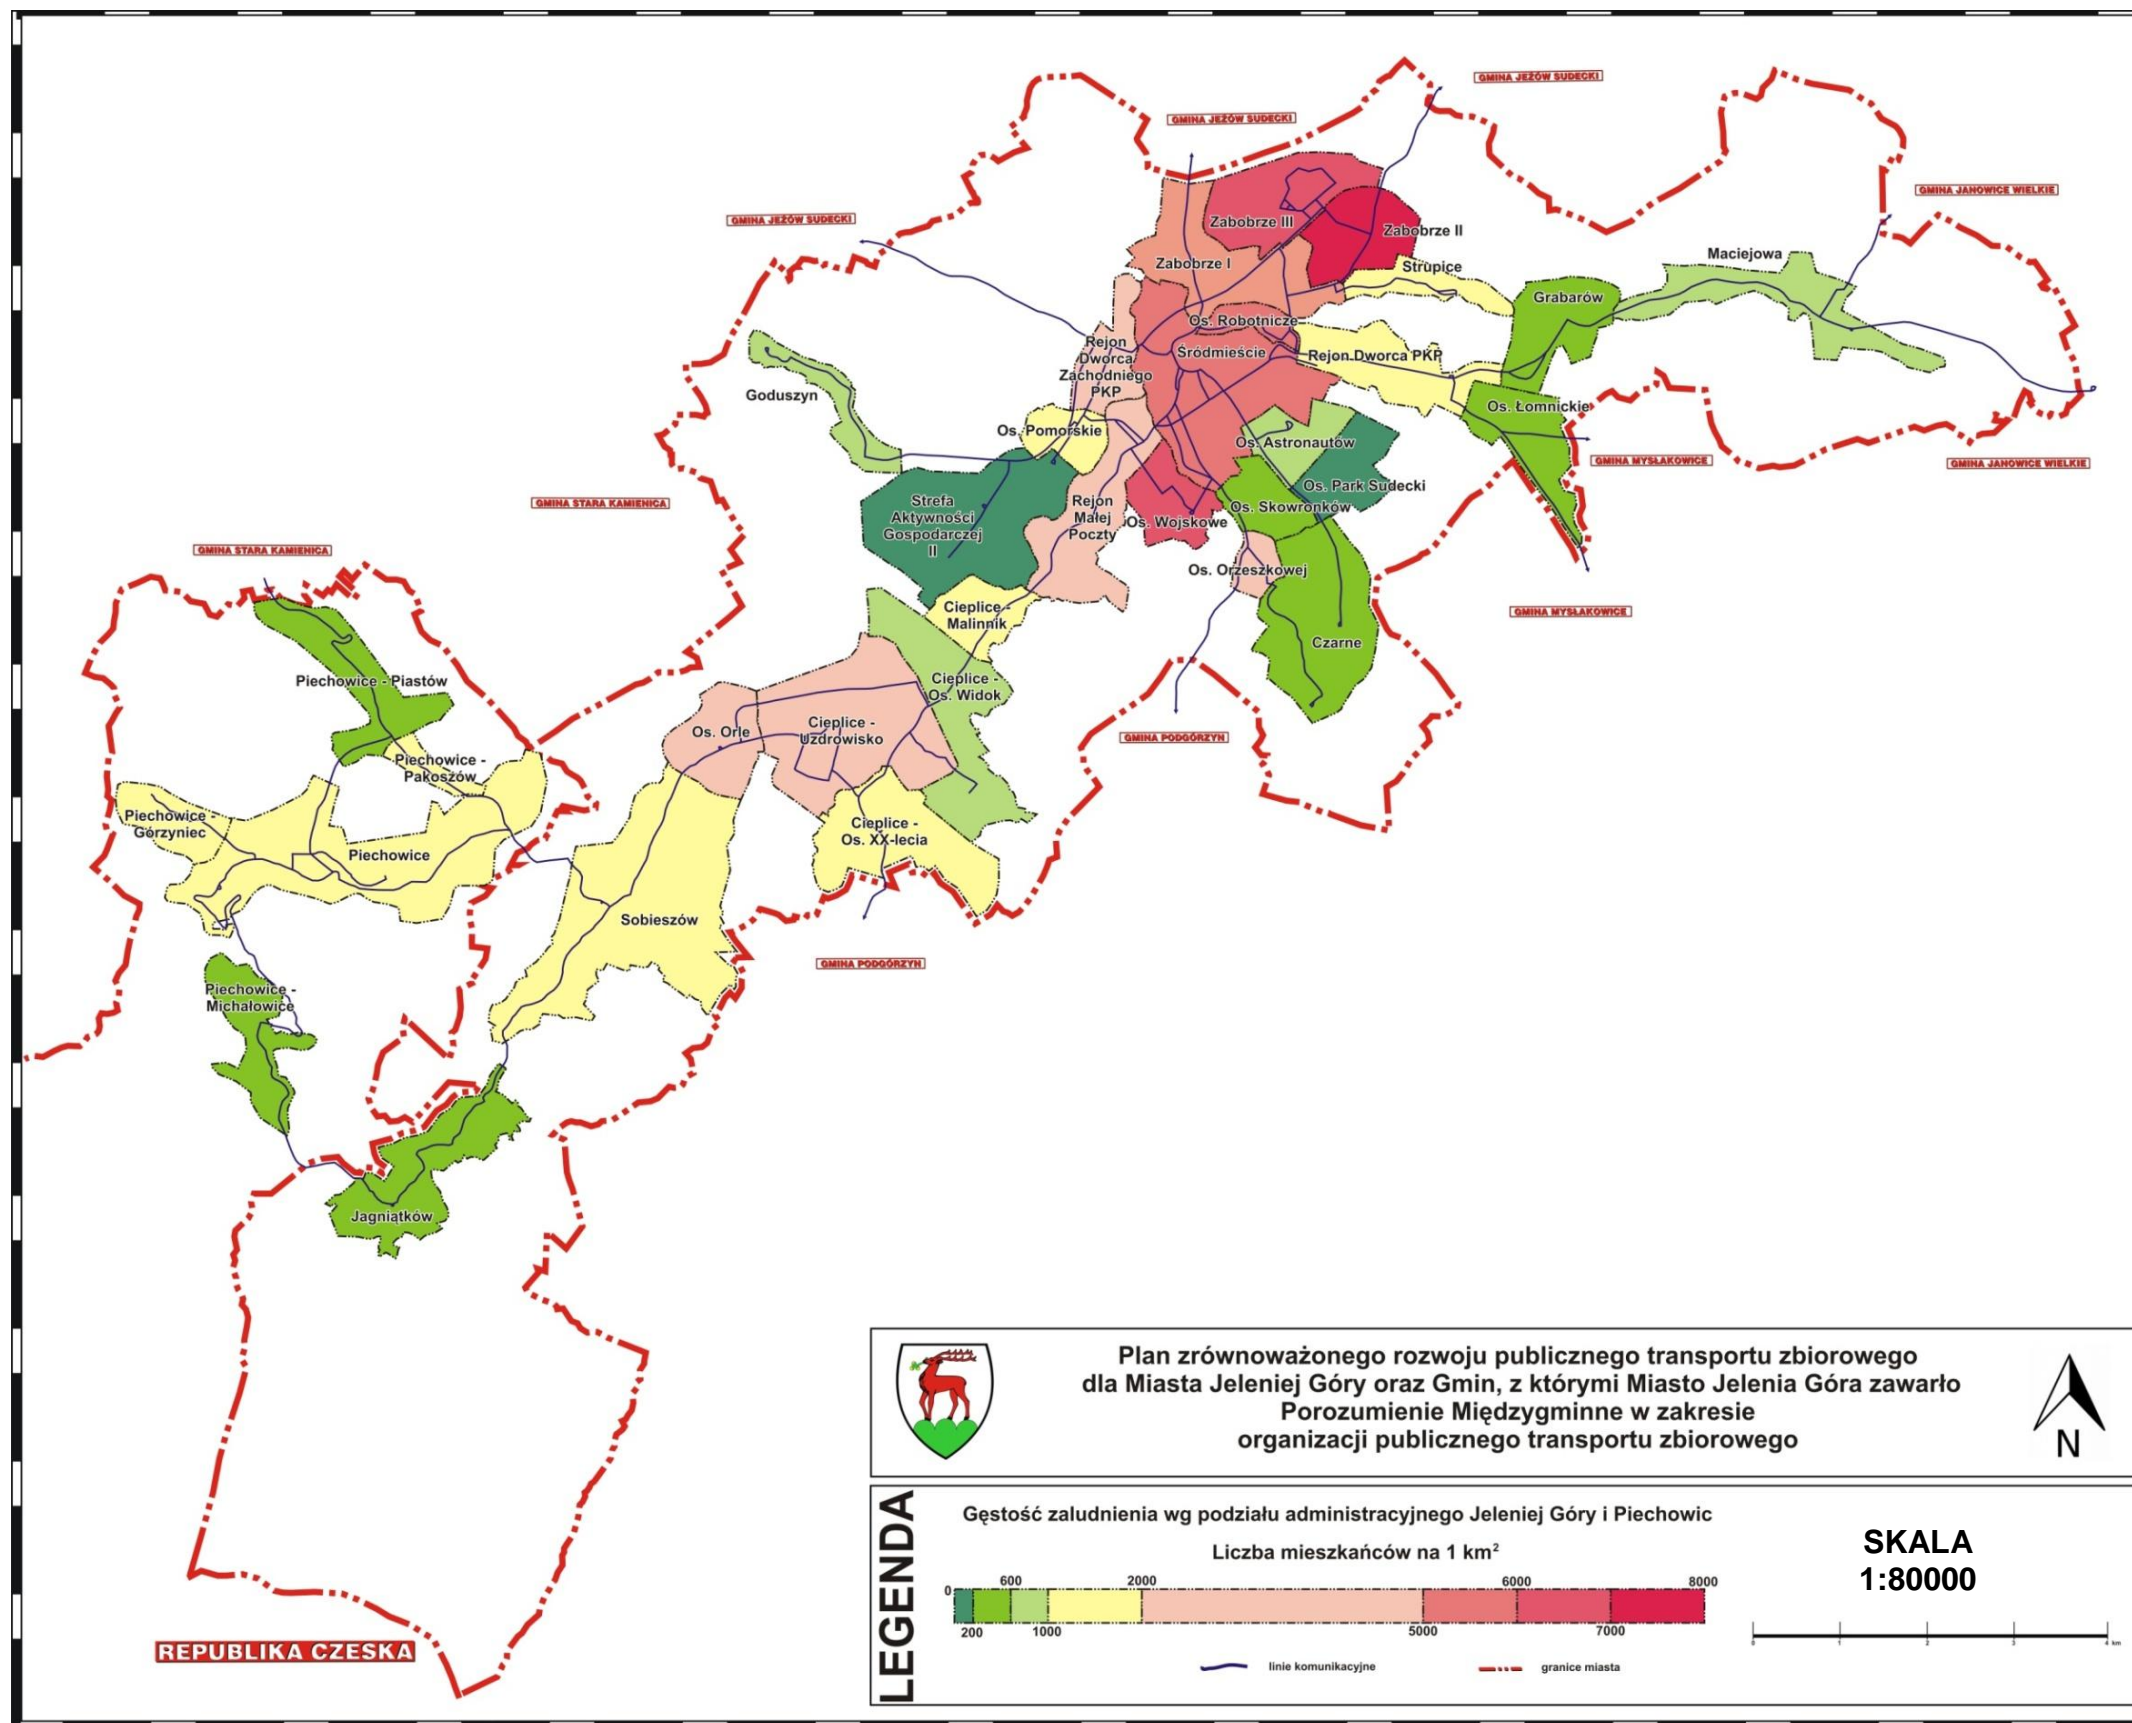 GMINA JEŻÓW SUDECKI
GMINA JEŻÓW SUDECKI
GMINA JANOWICE WIELKIE
GMINA JEŻÓW SUDECKI
Zabobrze III
Zabobrze II
Zabobrze I
Strupice
Maciejowa
Grabarów
Os. Robotnicze
Śródmieście
Rejon Dworca PKP
Rejon
Dworca
Zachodniego
PKP
Goduszyn
Os. Łomnickie
Os. Pomorskie
Os. Astronautów
GMINA MYSŁAKOWICE
GMINA JANOWICE WIELKIE
Os. Park Sudecki
GMINA STARA KAMIENICA
Strefa
Aktywności
Gospodarczej
II
Rejon
Małej
Poczty
Os. Wojskowe
Os. Skowronków
GMINA STARA KAMIENICA
Os. Orzeszkowej
GMINA MYSŁAKOWICE
Cieplice -
Malinnik
Czarne
Piechowice - Piastów
Cieplice -
Os. Widok
Os. Orle
Cieplice -
Uzdrowisko
GMINA PODGÓRZYN
Piechowice -
Pakoszów
Piechowice -
Górzyniec
Piechowice
Cieplice -
Os. XX-lecia
Sobieszów
GMINA PODGÓRZYN
Piechowice -
Michałowice
Jagniątków
REPUBLIKA CZESKA
Plan zrównoważonego rozwoju publicznego transportu zbiorowego
dla Miasta Jeleniej Góry oraz Gmin, z którymi Miasto Jelenia Góra zawarło
Porozumienie Międzygminne w zakresie
organizacji publicznego transportu zbiorowego
N
LEGENDA
Gęstość zaludnienia wg podziału administracyjnego Jeleniej Góry i Piechowic
Liczba mieszkańców na 1 km²
0 600 2000 6000 8000
200 1000 5000 7000
linie komunikacyjne granice miasta
SKALA
1:80000
0 1 2 3 4 km